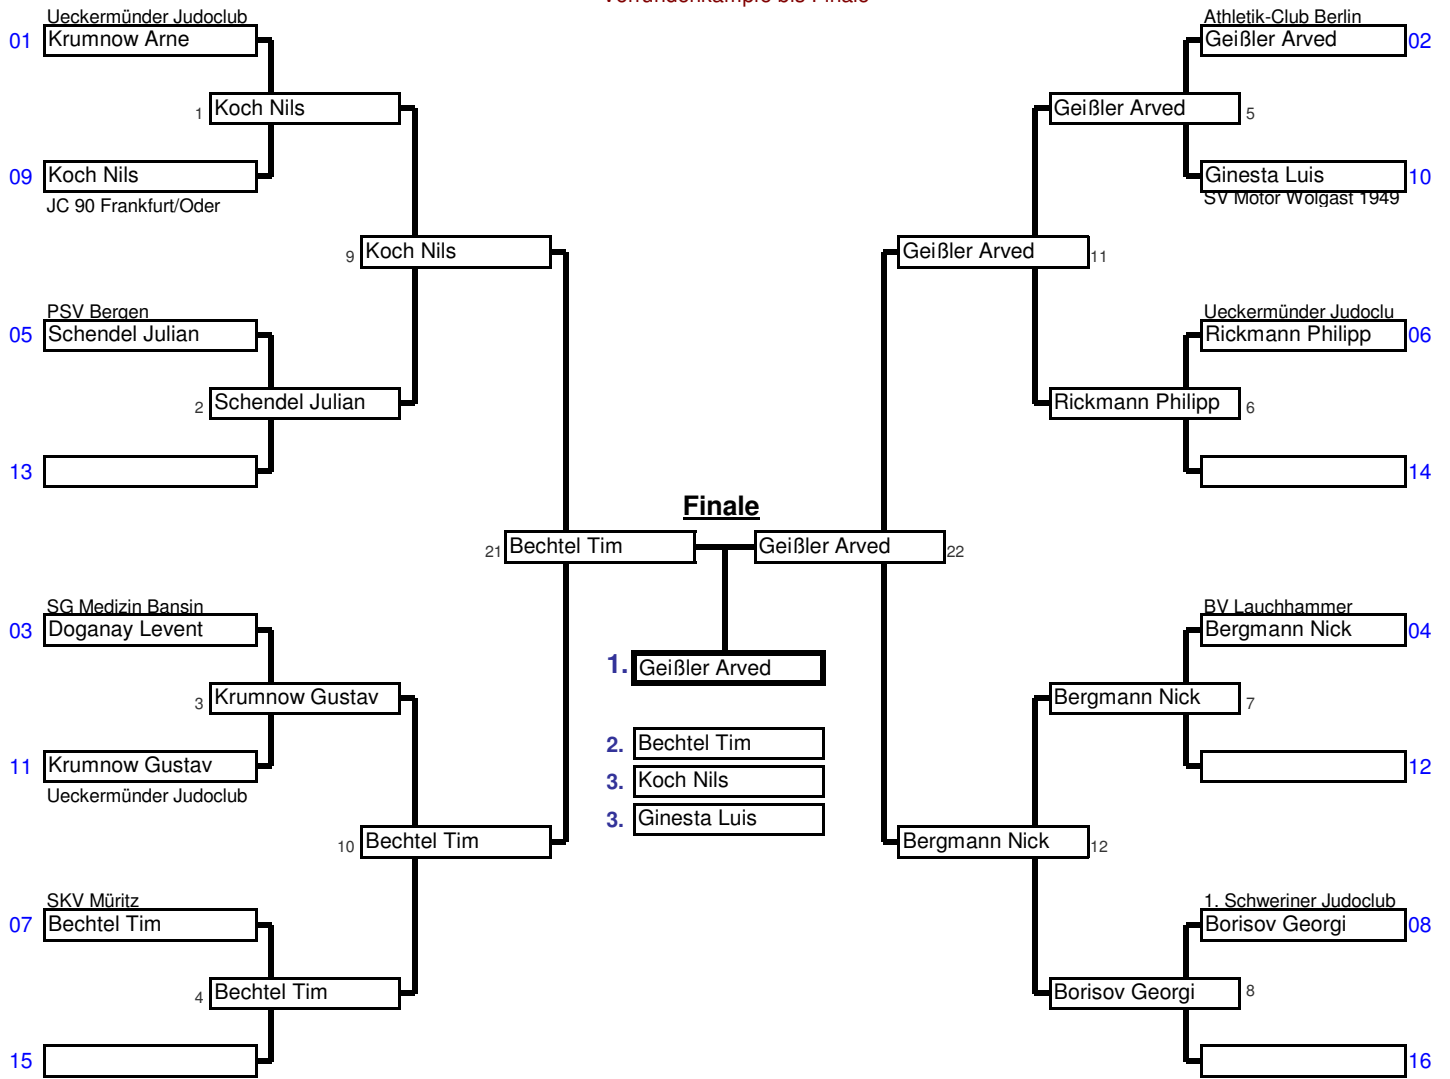 Vorrundenkämpfe bis Finale
Ueckermünder Judoclub
01 Krumnow Arne
1 Koch Nils
09 Koch Nils
JC 90 Frankfurt/Oder
9 Koch Nils
PSV Bergen
05 Schendel Julian
2 Schendel Julian
13
21 Bechtel Tim
SG Medizin Bansin
03 Doganay Levent
3 Krumnow Gustav
11 Krumnow Gustav
Ueckermünder Judoclub
10 Bechtel Tim
SKV Müritz
07 Bechtel Tim
4 Bechtel Tim
15
Finale
1. Geißler Arved
2. Bechtel Tim
3. Koch Nils
3. Ginesta Luis
Athletik-Club Berlin
Geißler Arved 02
Geißler Arved 5
Ginesta Luis 10
SV Motor Wolgast 1949
Geißler Arved 11
Ueckermünder Judoclu
Rickmann Philipp 06
Rickmann Philipp 6
14
Geißler Arved 22
BV Lauchhammer
Bergmann Nick 04
Bergmann Nick 7
12
Bergmann Nick 12
1. Schweriner Judoclub
Borisov Georgi 08
Borisov Georgi 8
16